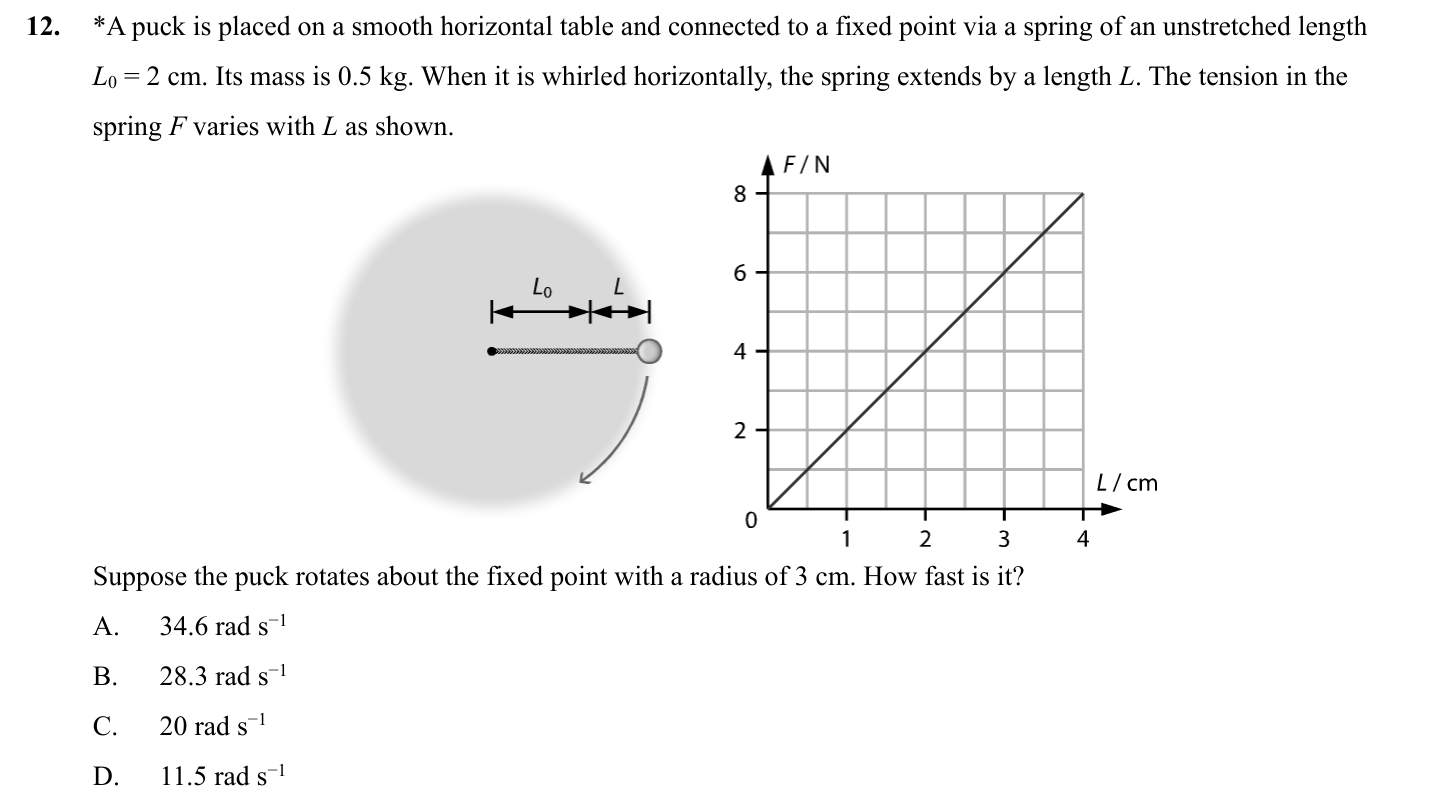 12. *A puck is placed on a smooth horizontal table and connected to a fixed point via a spring of an unstretched length
L₀ = 2 cm. Its mass is 0.5 kg. When it is whirled horizontally, the spring extends by a length L. The tension in the
spring F varies with L as shown.
L₀ L
F / N
8
6
4
2
0
L / cm
1 2 3 4
Suppose the puck rotates about the fixed point with a radius of 3 cm. How fast is it?
A. 34.6 rad s⁻¹
B. 28.3 rad s⁻¹
C. 20 rad s⁻¹
D. 11.5 rad s⁻¹